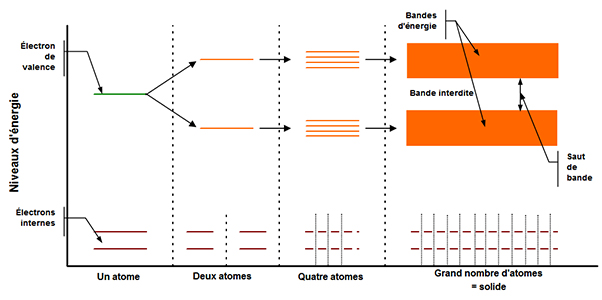 Électron
de
valence
Bandes
d'énergie
Bande interdite
Saut
de
bande
Niveaux d'énergie
Électrons
internes
Un atome
Deux atomes
Quatre atomes
Grand nombre d'atomes
= solide